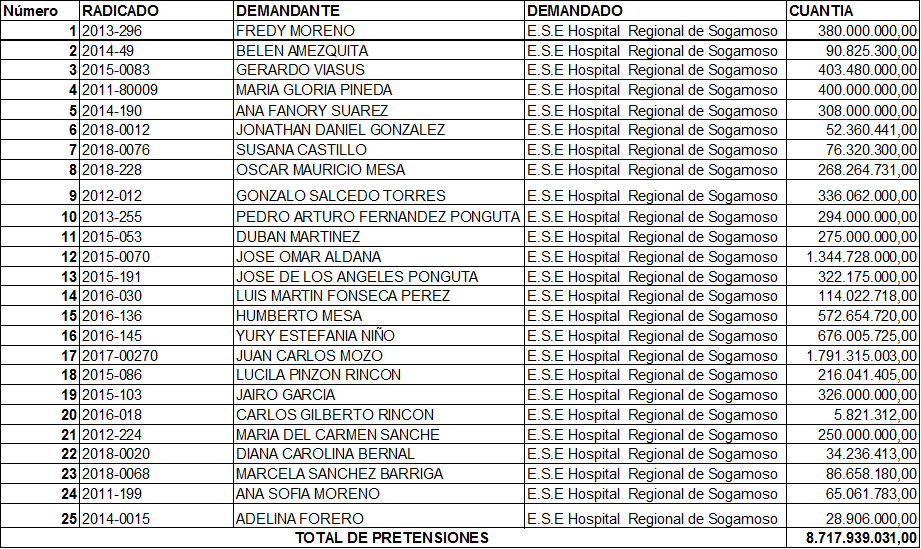 Número RADICADO DEMANDANTE DEMANDADO CUANTIA
1 2013-296 FREDY MORENO E.S.E Hospital Regional de Sogamoso 380.000.000,00
2 2014-49 BELEN AMEZQUITA E.S.E Hospital Regional de Sogamoso 90.825.300,00
3 2015-0083 GERARDO VIASUS E.S.E Hospital Regional de Sogamoso 403.480.000,00
4 2011-80009 MARIA GLORIA PINEDA E.S.E Hospital Regional de Sogamoso 400.000.000,00
5 2014-190 ANA FANORY SUAREZ E.S.E Hospital Regional de Sogamoso 308.000.000,00
6 2018-0012 JONATHAN DANIEL GONZALEZ E.S.E Hospital Regional de Sogamoso 52.360.441,00
7 2018-0076 SUSANA CASTILLO E.S.E Hospital Regional de Sogamoso 76.320.300,00
8 2018-228 OSCAR MAURICIO MESA E.S.E Hospital Regional de Sogamoso 268.264.731,00
9 2012-012 GONZALO SALCEDO TORRES E.S.E Hospital Regional de Sogamoso 336.062.000,00
10 2013-255 PEDRO ARTURO FERNANDEZ PONGUTA E.S.E Hospital Regional de Sogamoso 294.000.000,00
11 2015-053 DUBAN MARTINEZ E.S.E Hospital Regional de Sogamoso 275.000.000,00
12 2015-0070 JOSE OMAR ALDANA E.S.E Hospital Regional de Sogamoso 1.344.728.000,00
13 2015-191 JOSE DE LOS ANGELES PONGUTA E.S.E Hospital Regional de Sogamoso 322.175.000,00
14 2016-030 LUIS MARTIN FONSECA PEREZ E.S.E Hospital Regional de Sogamoso 114.022.718,00
15 2016-136 HUMBERTO MESA E.S.E Hospital Regional de Sogamoso 572.654.720,00
16 2016-145 YURY ESTEFANIA NIÑO E.S.E Hospital Regional de Sogamoso 676.005.725,00
17 2017-00270 JUAN CARLOS MOZO E.S.E Hospital Regional de Sogamoso 1.791.315.003,00
18 2015-086 LUCILA PINZON RINCON E.S.E Hospital Regional de Sogamoso 216.041.405,00
19 2015-103 JAIRO GARCIA E.S.E Hospital Regional de Sogamoso 326.000.000,00
20 2016-018 CARLOS GILBERTO RINCON E.S.E Hospital Regional de Sogamoso 5.821.312,00
21 2012-224 MARIA DEL CARMEN SANCHE E.S.E Hospital Regional de Sogamoso 250.000.000,00
22 2018-0020 DIANA CAROLINA BERNAL E.S.E Hospital Regional de Sogamoso 34.236.413,00
23 2018-0068 MARCELA SANCHEZ BARRIGA E.S.E Hospital Regional de Sogamoso 86.658.180,00
24 2011-199 ANA SOFIA MORENO E.S.E Hospital Regional de Sogamoso 65.061.783,00
25 2014-0015 ADELINA FORERO E.S.E Hospital Regional de Sogamoso 28.906.000,00
TOTAL DE PRETENSIONES 8.717.939.031,00